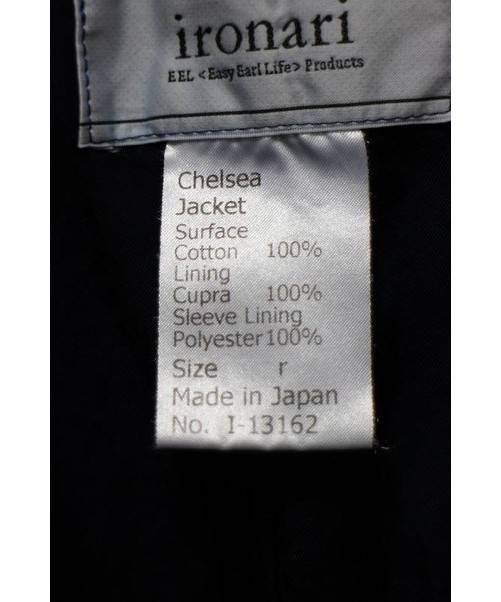 ironari
EEL <Easy Earl Life> Products
Chelsea
Jacket
Surface
Cotton 100%
Lining
Cupra 100%
Sleeve Lining
Polyester 100%
Size r
Made in Japan
No. I-13162